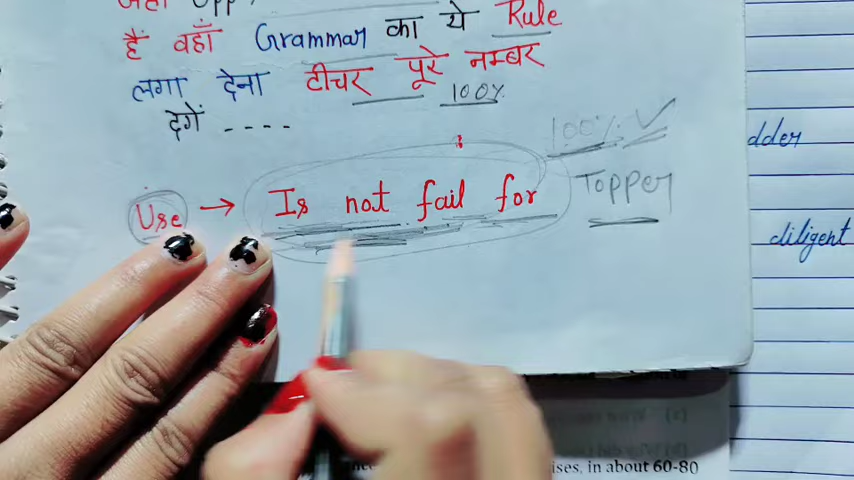 हैं वहाँ Grammar का ये Rule
लगा देना टीचर पूरे नम्बर
देगें ----
100%
100% ✓
Use → Is not fail for
Topper
dder
diligent
ises, in about 60-80